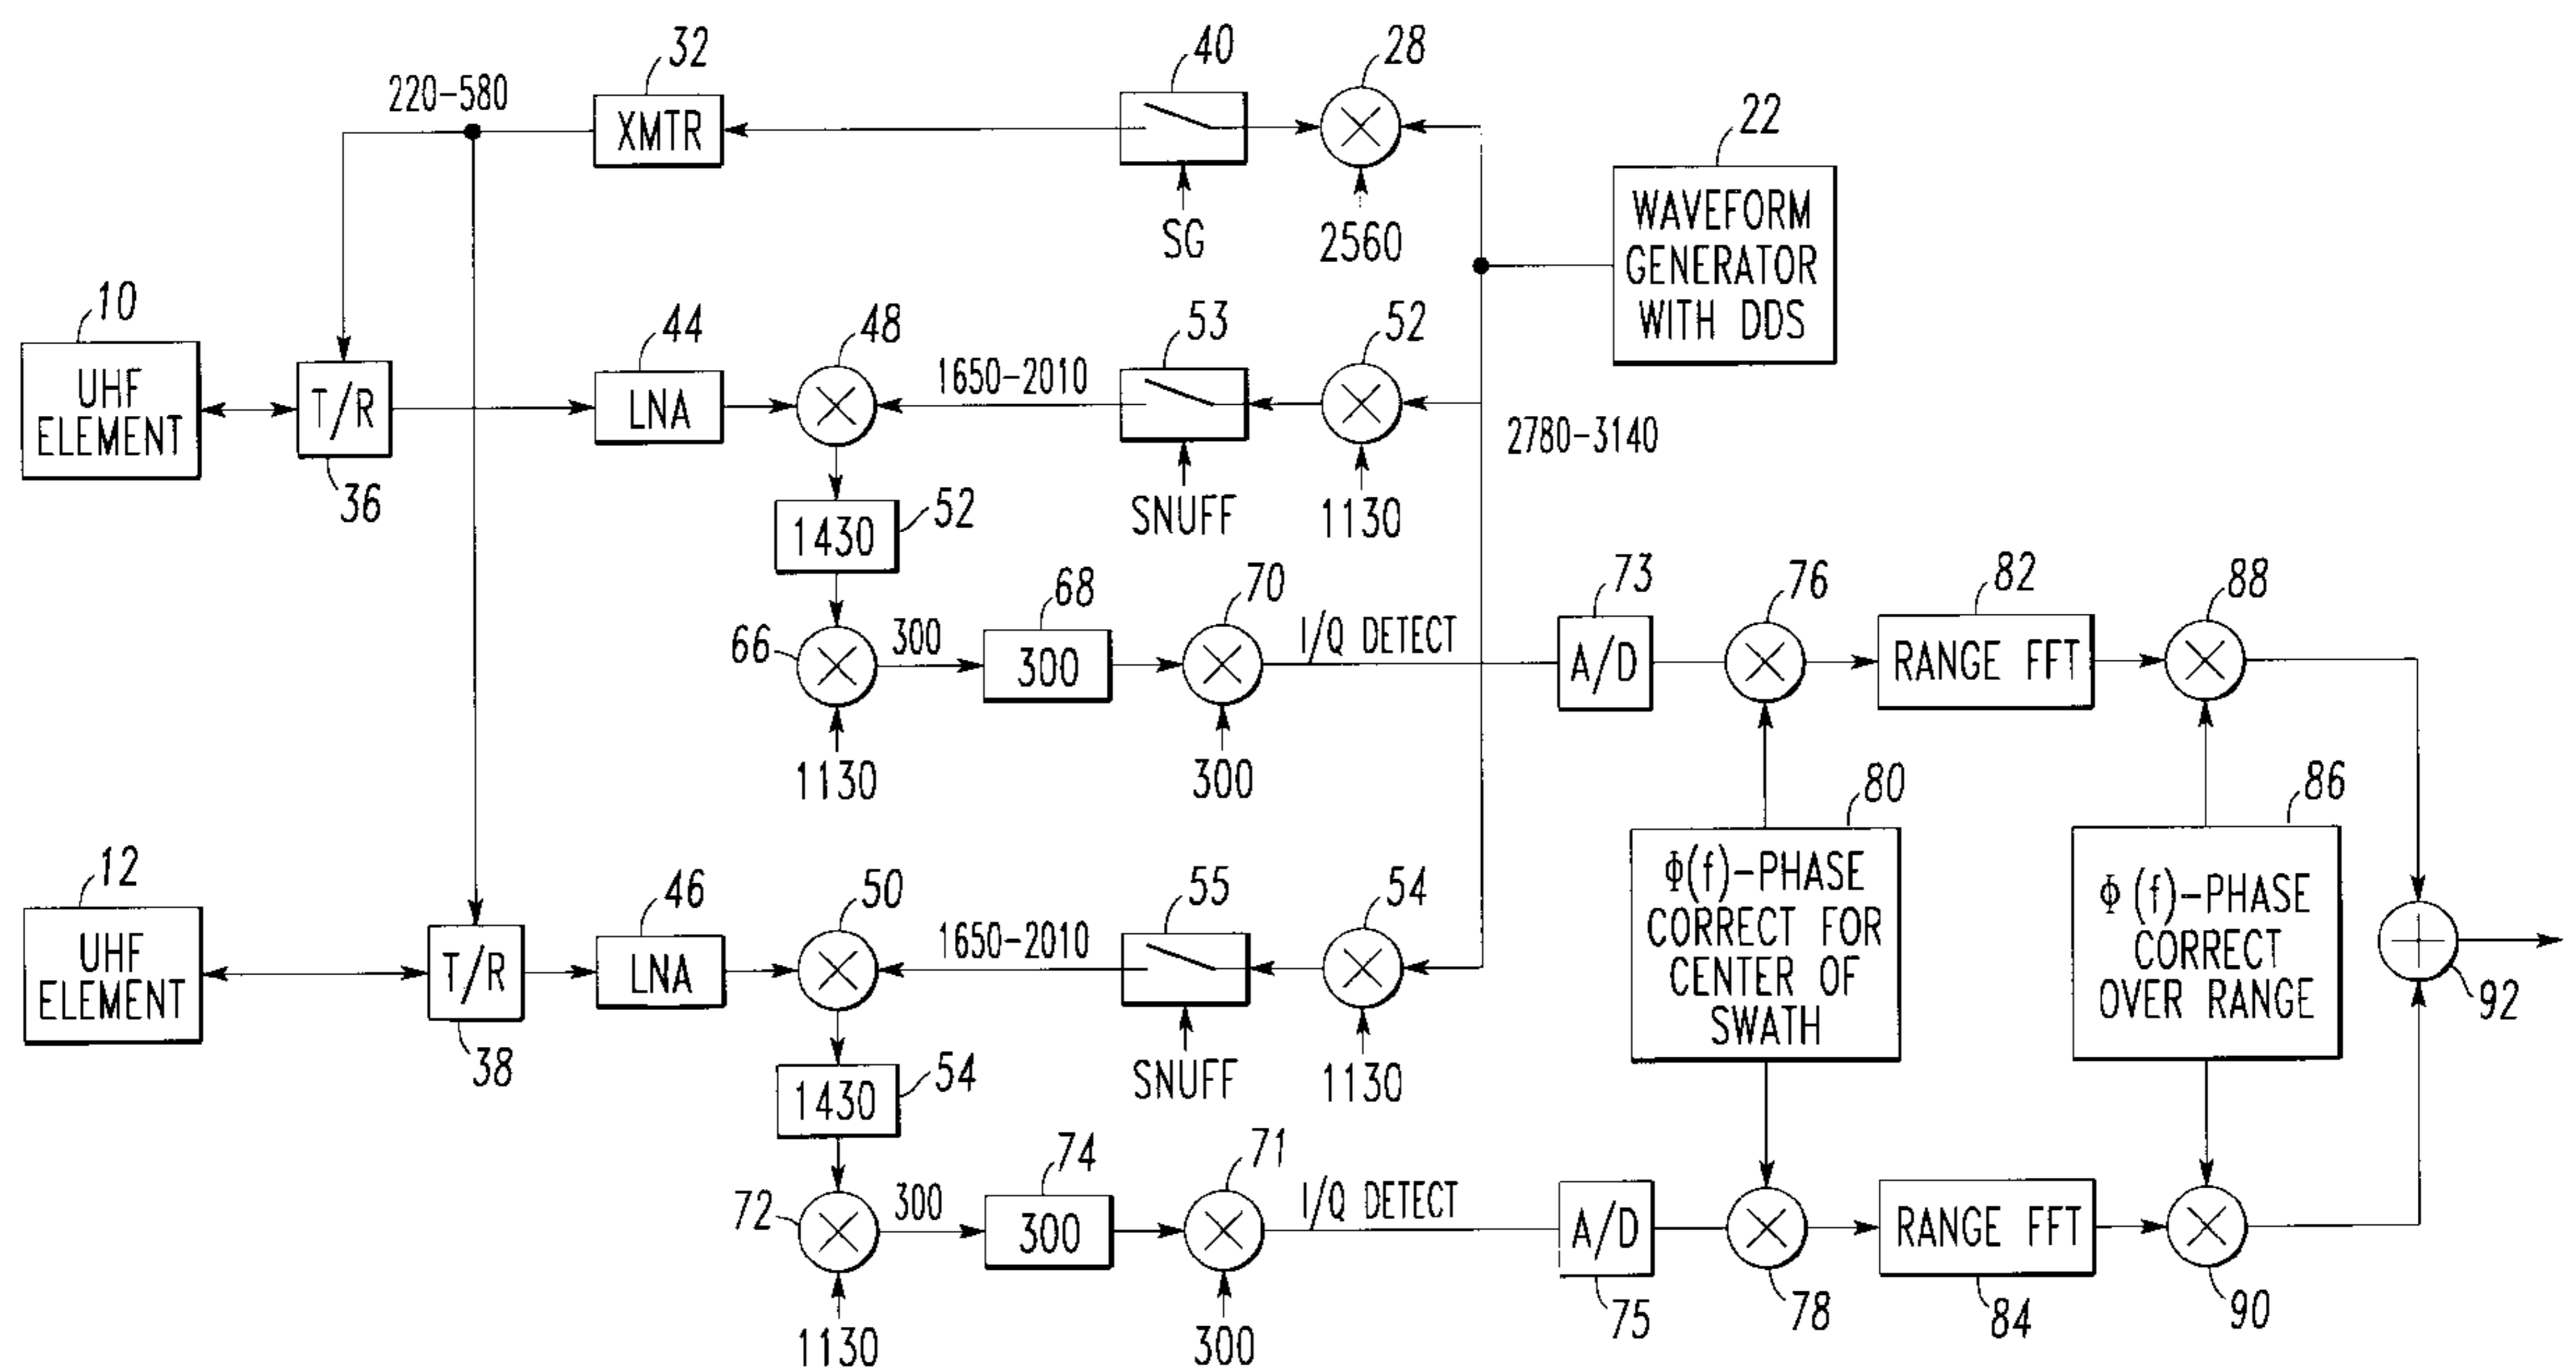 32
40
28
220-580
XMTR
22
SG
2560
WAVEFORM
GENERATOR
WITH DDS
10
44
48
53
52
UHF
ELEMENT
T/R
LNA
1650-2010
2780-3140
36
1430
52
SNUFF
1130
66
300
68
300
70
I/Q DETECT
73
A/D
76
82
RANGE FFT
88
1130
300
80
86
Φ(f)-PHASE
CORRECT FOR
CENTER OF
SWATH
Φ (f)-PHASE
CORRECT
OVER RANGE
92
12
46
50
55
54
UHF
ELEMENT
T/R
LNA
1650-2010
38
1430
54
SNUFF
1130
72
300
74
300
71
I/Q DETECT
A/D
RANGE FFT
1130
300
75
78
84
90